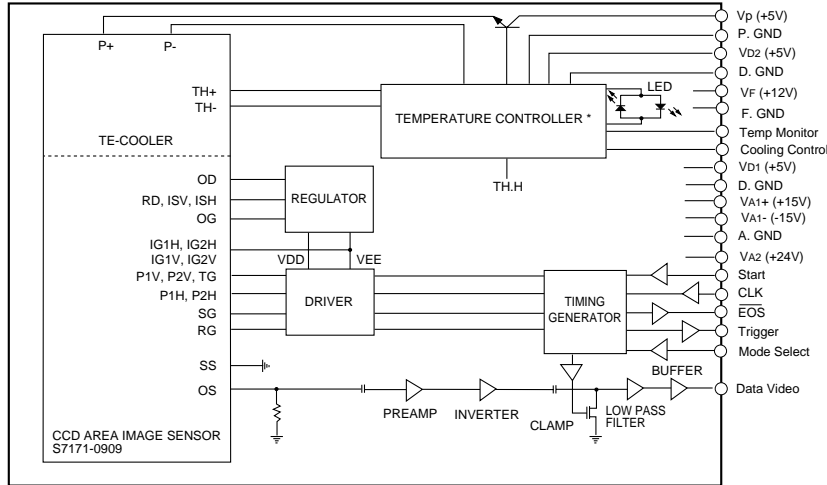 P+ P-
TH+
TH-
TE-COOLER
OD
RD, ISV, ISH
OG
IG1H, IG2H
IG1V, IG2V
P1V, P2V, TG
P1H, P2H
SG
RG
SS
OS
CCD AREA IMAGE SENSOR
S7171-0909
REGULATOR
VDD VEE
DRIVER
TEMPERATURE CONTROLLER *
LED
TH.H
TIMING
GENERATOR
PREAMP
INVERTER
CLAMP
LOW PASS
FILTER
BUFFER
Vp (+5V)
P. GND
VD2 (+5V)
D. GND
VF (+12V)
F. GND
Temp Monitor
Cooling Control
VD1 (+5V)
D. GND
VA1+ (+15V)
VA1- (-15V)
A. GND
VA2 (+24V)
Start
CLK
EOS
Trigger
Mode Select
Data Video